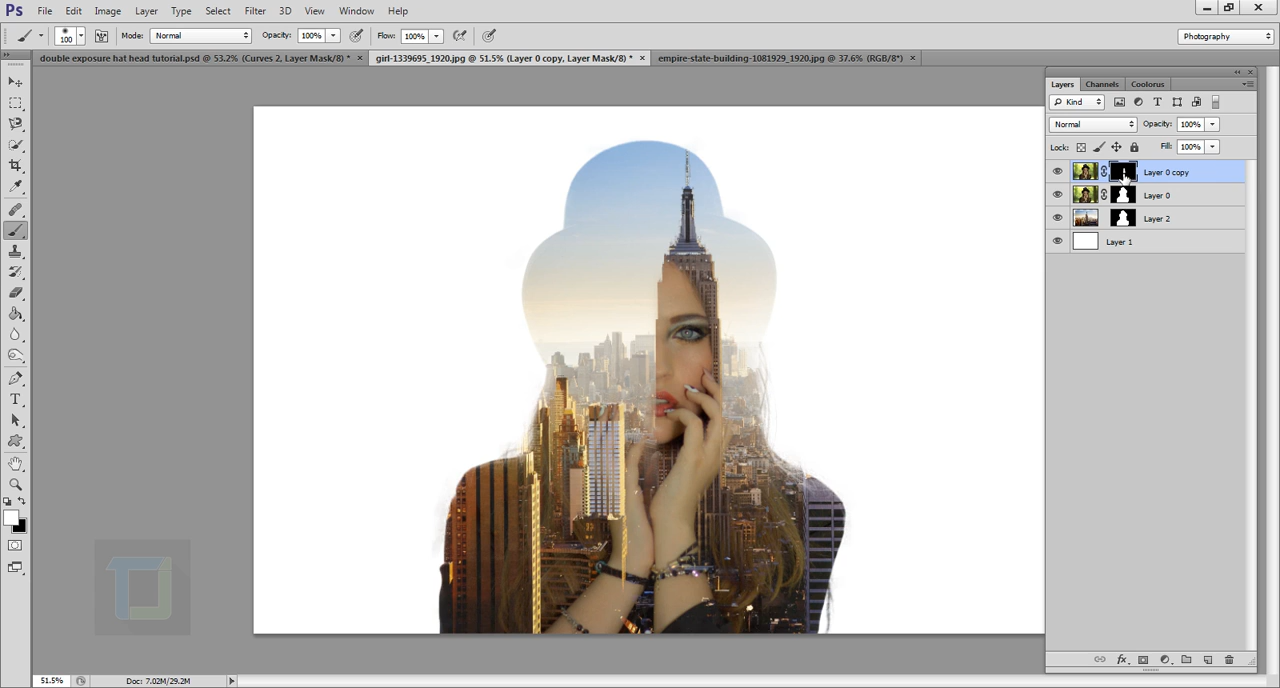 Ps File Edit Image Layer Type Select Filter 3D View Window Help
100 Mode: Normal Opacity: 100% Flow: 100% Photography
double exposure hat head tutorial.psd @ 53.2% (Curves 2, Layer Mask/8) * × girl-1339695_1920.jpg @ 51.5% (Layer 0 copy, Layer Mask/8) * × empire-state-building-1081929_1920.jpg @ 37.6% (RGB/8*) ×
Layers Channels Coolorus
Kind T
Normal Opacity: 100%
Lock: Fill: 100%
Layer 0 copy
Layer 0
Layer 2
Layer 1
T
TJ
fx
51.5% Doc: 7.02M/29.2M